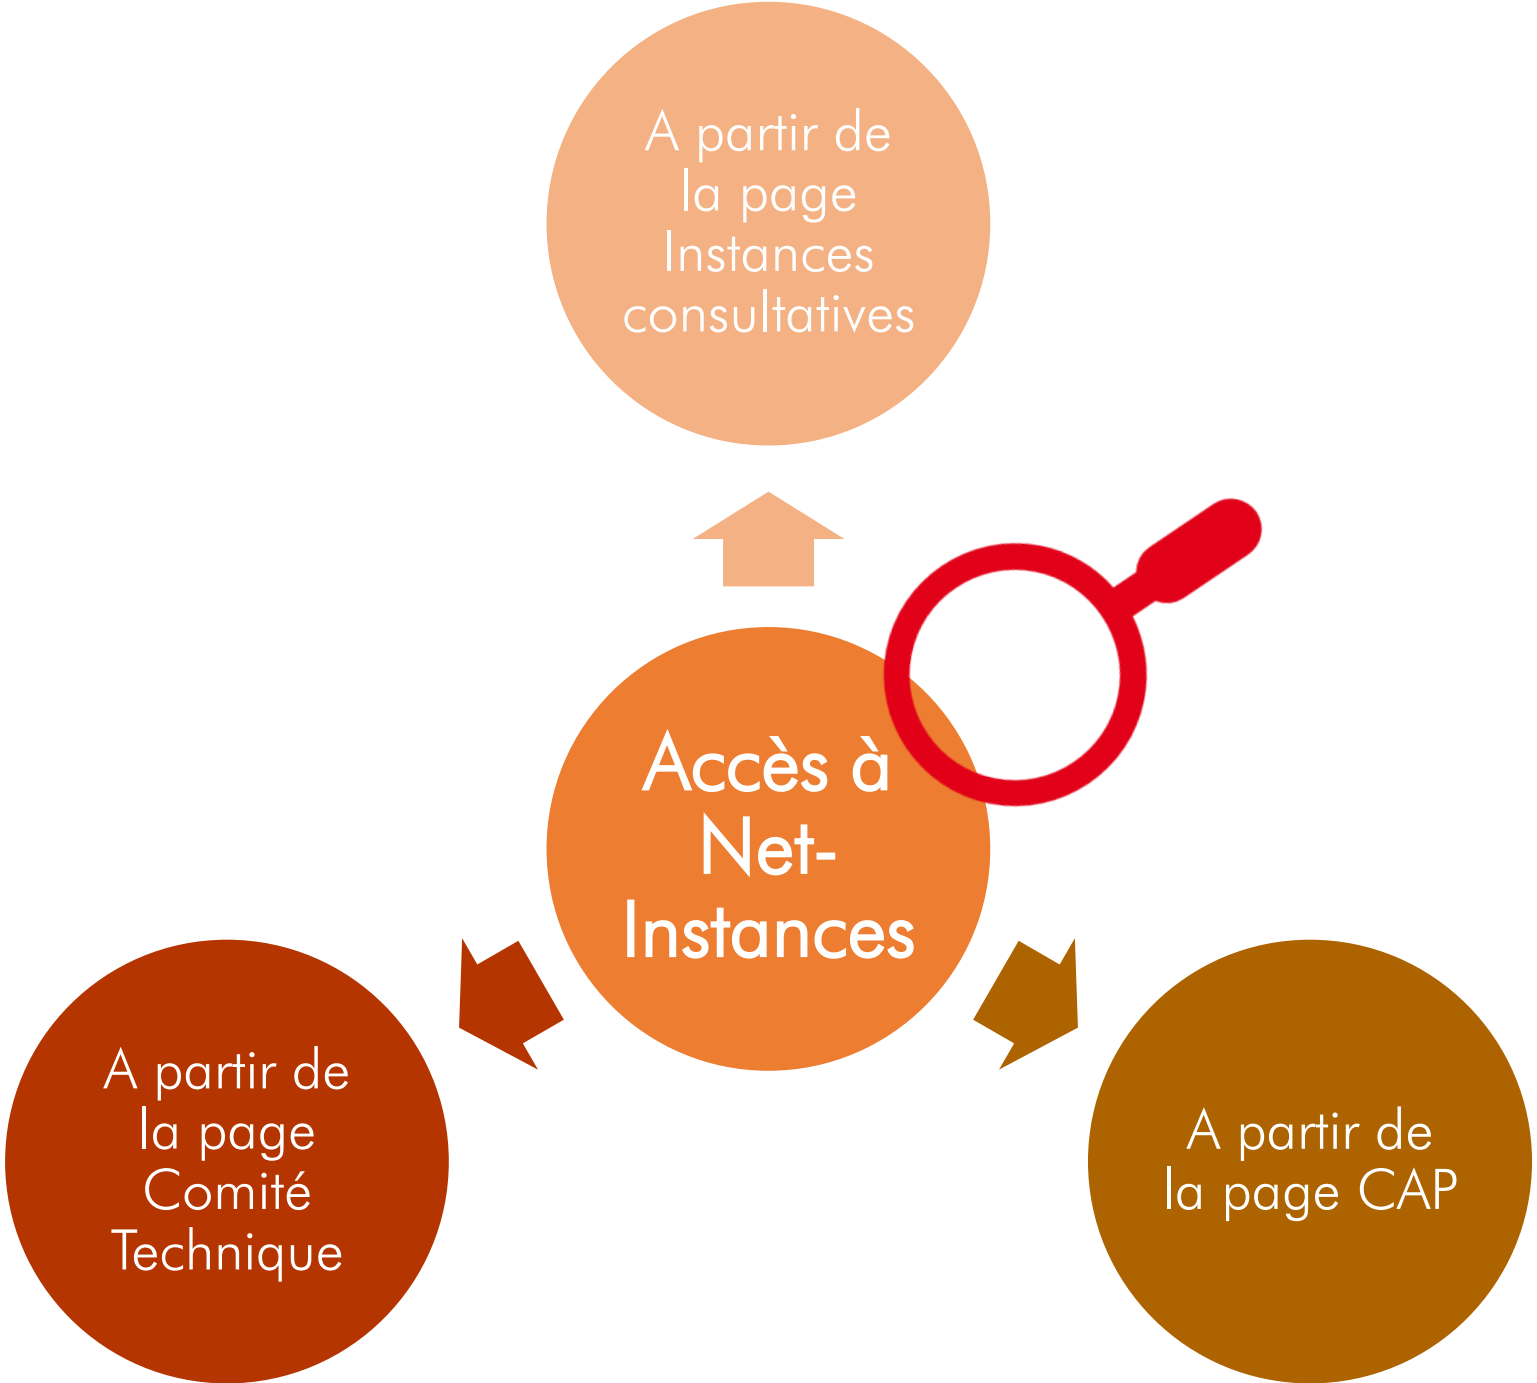 A partir de
la page
Instances
consultatives
Accès à
Net-
Instances
A partir de
la page
Comité
Technique
A partir de
la page CAP